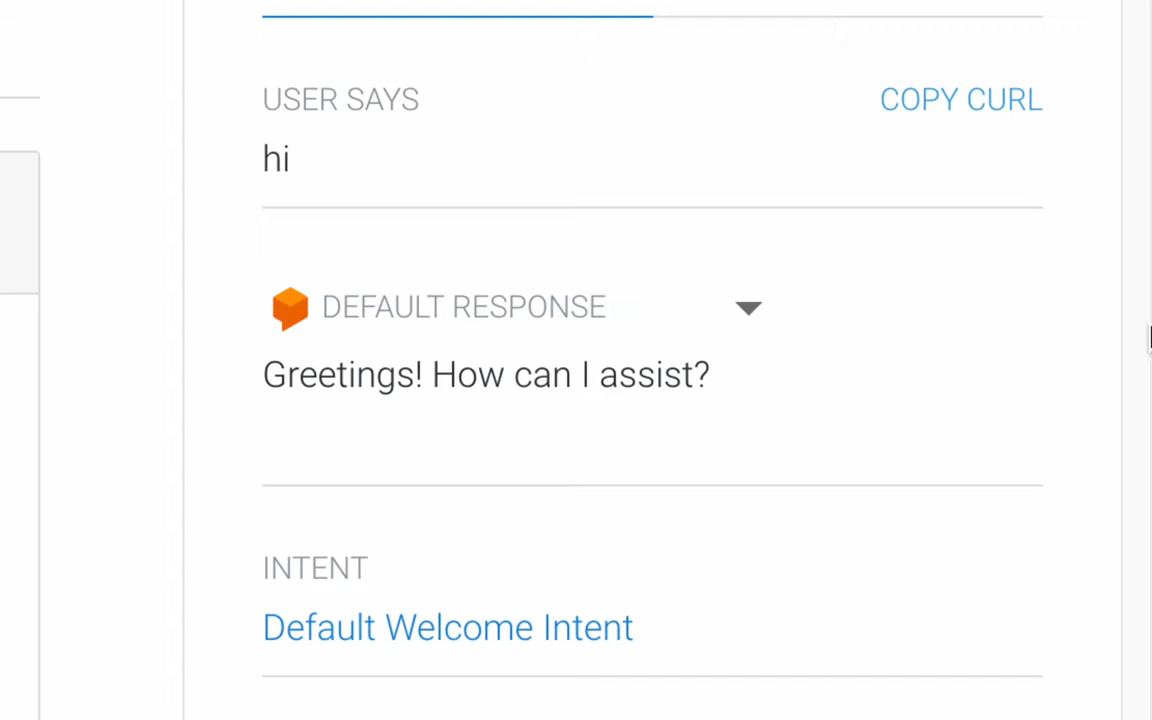 USER SAYS COPY CURL
hi
DEFAULT RESPONSE
Greetings! How can I assist?
INTENT
Default Welcome Intent